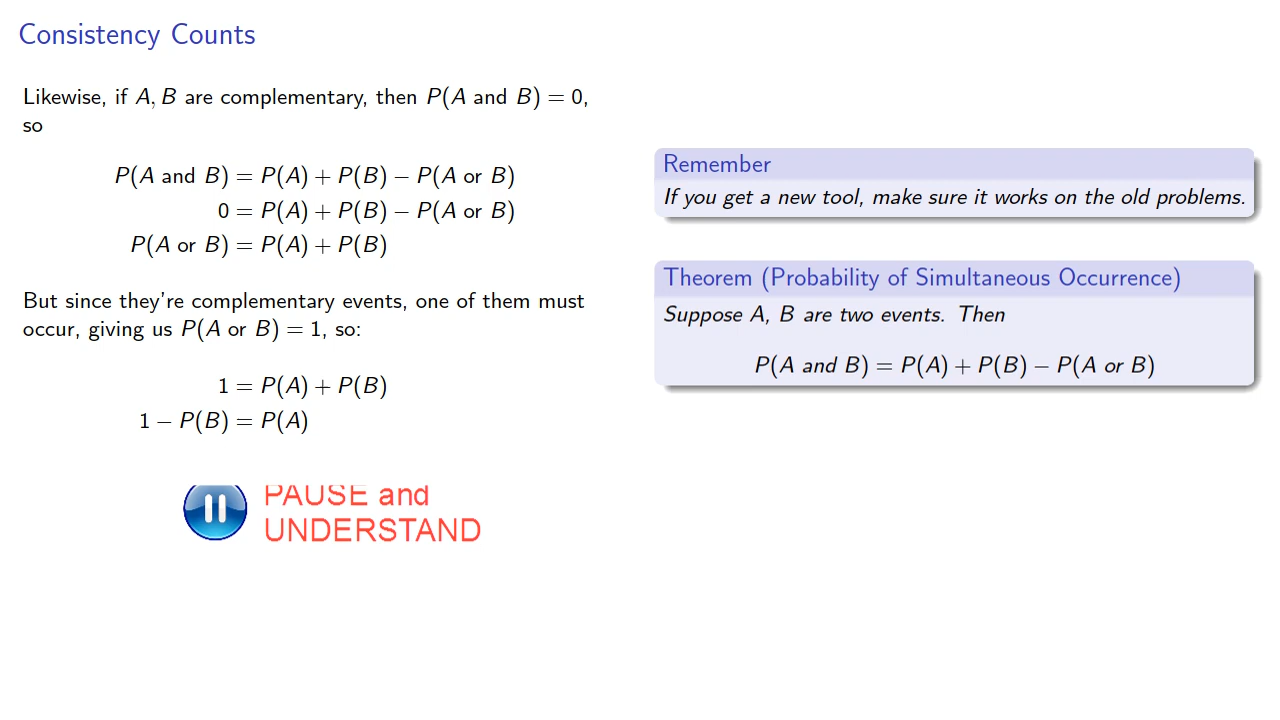 Consistency Counts
Likewise, if A, B are complementary, then P(A and B) = 0,
so
P(A and B) = P(A) + P(B) − P(A or B)
0 = P(A) + P(B) − P(A or B)
P(A or B) = P(A) + P(B)
But since they're complementary events, one of them must
occur, giving us P(A or B) = 1, so:
1 = P(A) + P(B)
1 − P(B) = P(A)
PAUSE and
UNDERSTAND
Remember
If you get a new tool, make sure it works on the old problems.
Theorem (Probability of Simultaneous Occurrence)
Suppose A, B are two events. Then
P(A and B) = P(A) + P(B) − P(A or B)